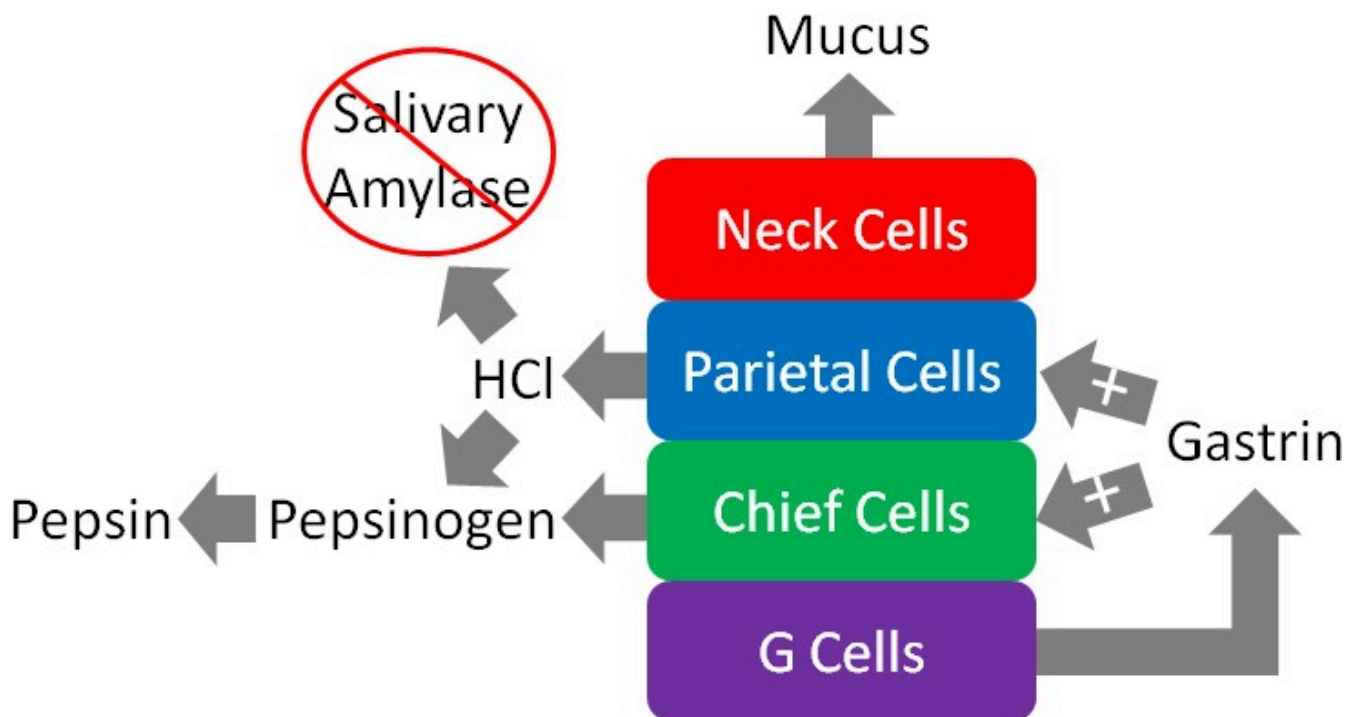 Mucus
Salivary
Amylase
Neck Cells
HCl
Parietal Cells
+
Gastrin
+
Pepsin
Pepsinogen
Chief Cells
G Cells